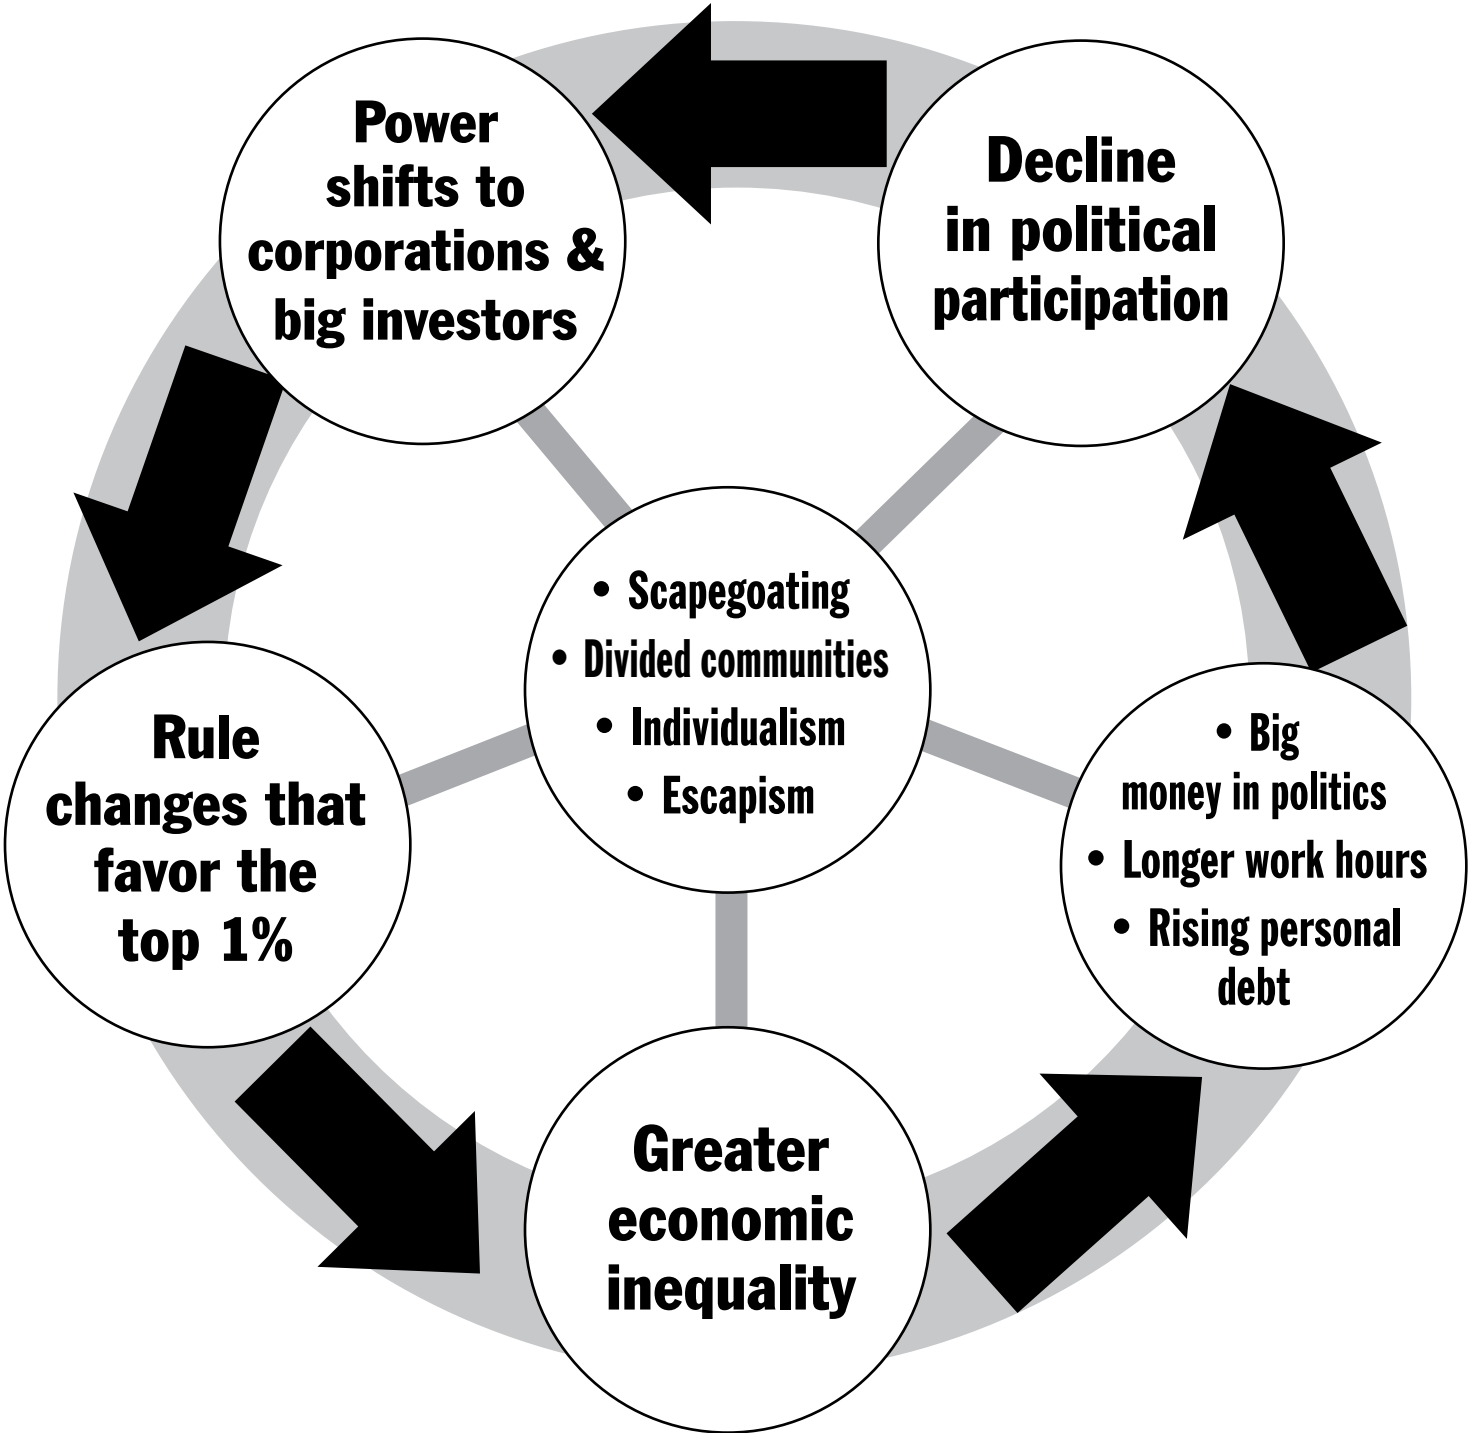 Power
shifts to
corporations &
big investors
Decline
in political
participation
• Scapegoating
• Divided communities
• Individualism
• Escapism
Rule
changes that
favor the
top 1%
• Big
money in politics
• Longer work hours
• Rising personal
debt
Greater
economic
inequality